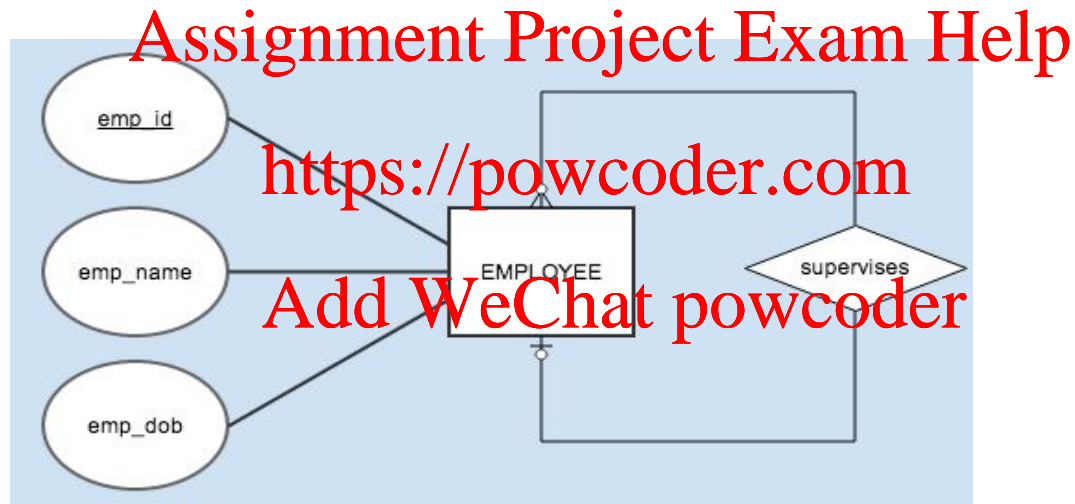 Assignment Project Exam Help
emp_id
https://powcoder.com
emp_name
EMPLOYEE
supervises
Add WeChat powcoder
emp_dob